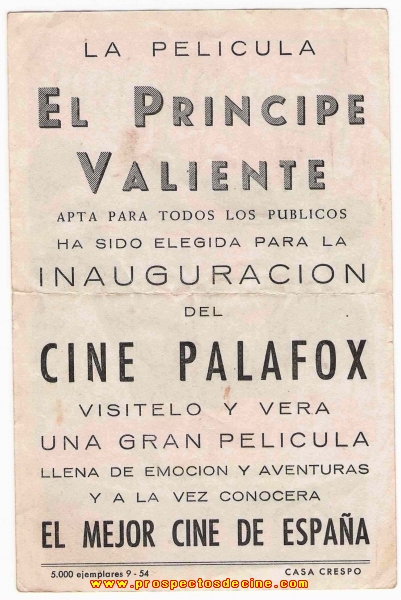 LA PELICULA
EL PRINCIPE
VALIENTE
APTA PARA TODOS LOS PUBLICOS
HA SIDO ELEGIDA PARA LA
INAUGURACION
DEL
CINE PALAFOX
VISITELO Y VERA
UNA GRAN PELICULA
LLENA DE EMOCION Y AVENTURAS
Y A LA VEZ CONOCERA
EL MEJOR CINE DE ESPAÑA
5.000 ejemplares 9 - 54 CASA CRESPO
www.prospectosdecine.com